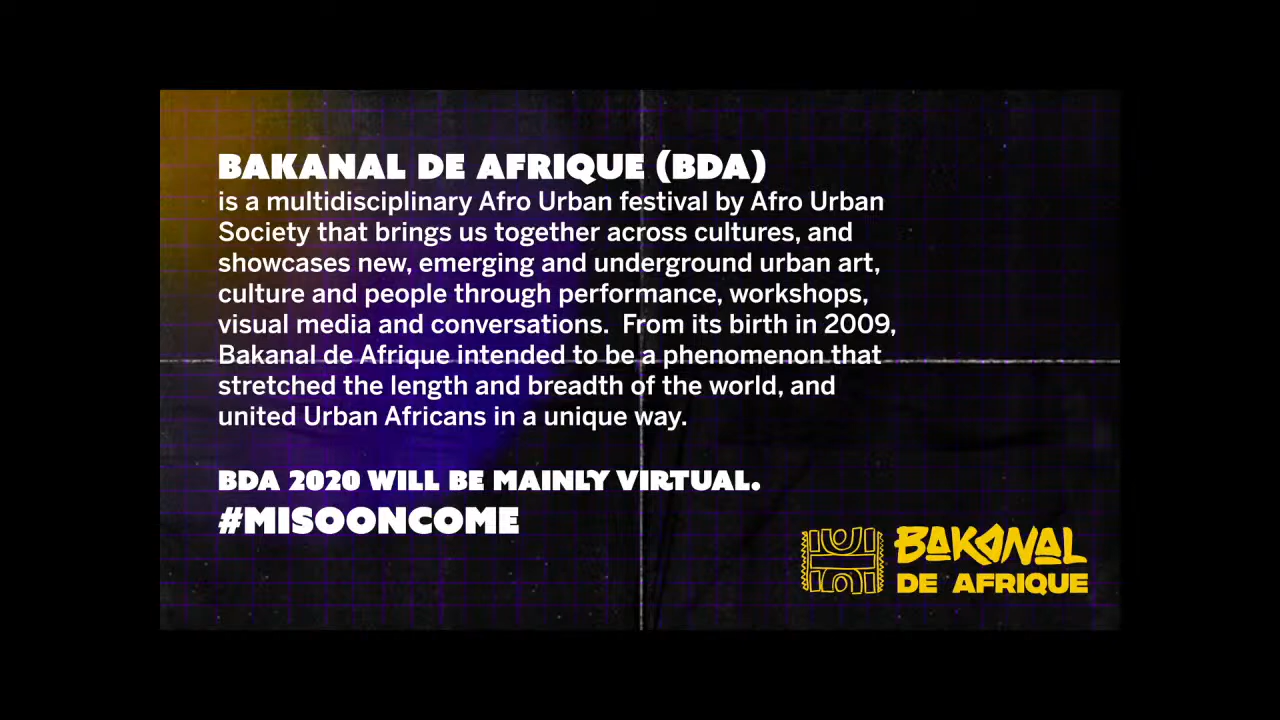 BAKANAL DE AFRIQUE (BDA)
is a multidisciplinary Afro Urban festival by Afro Urban
Society that brings us together across cultures, and
showcases new, emerging and underground urban art,
culture and people through performance, workshops,
visual media and conversations.  From its birth in 2009,
Bakanal de Afrique intended to be a phenomenon that
stretched the length and breadth of the world, and
united Urban Africans in a unique way.
BDA 2020 WILL BE MAINLY VIRTUAL.
#MISOONCOME
BAKANAL
DE AFRIQUE